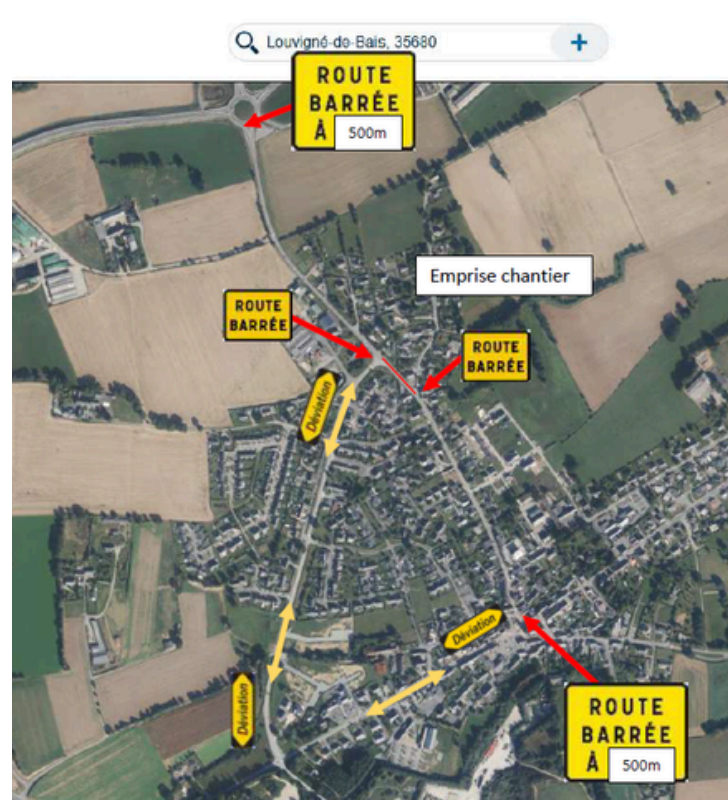 Louvigné-de-Bais, 35680
ROUTE
BARRÉE
À 500m
Emprise chantier
ROUTE
BARRÉE
ROUTE
BARRÉE
Déviation
Déviation
Déviation
ROUTE
BARRÉE
À 500m